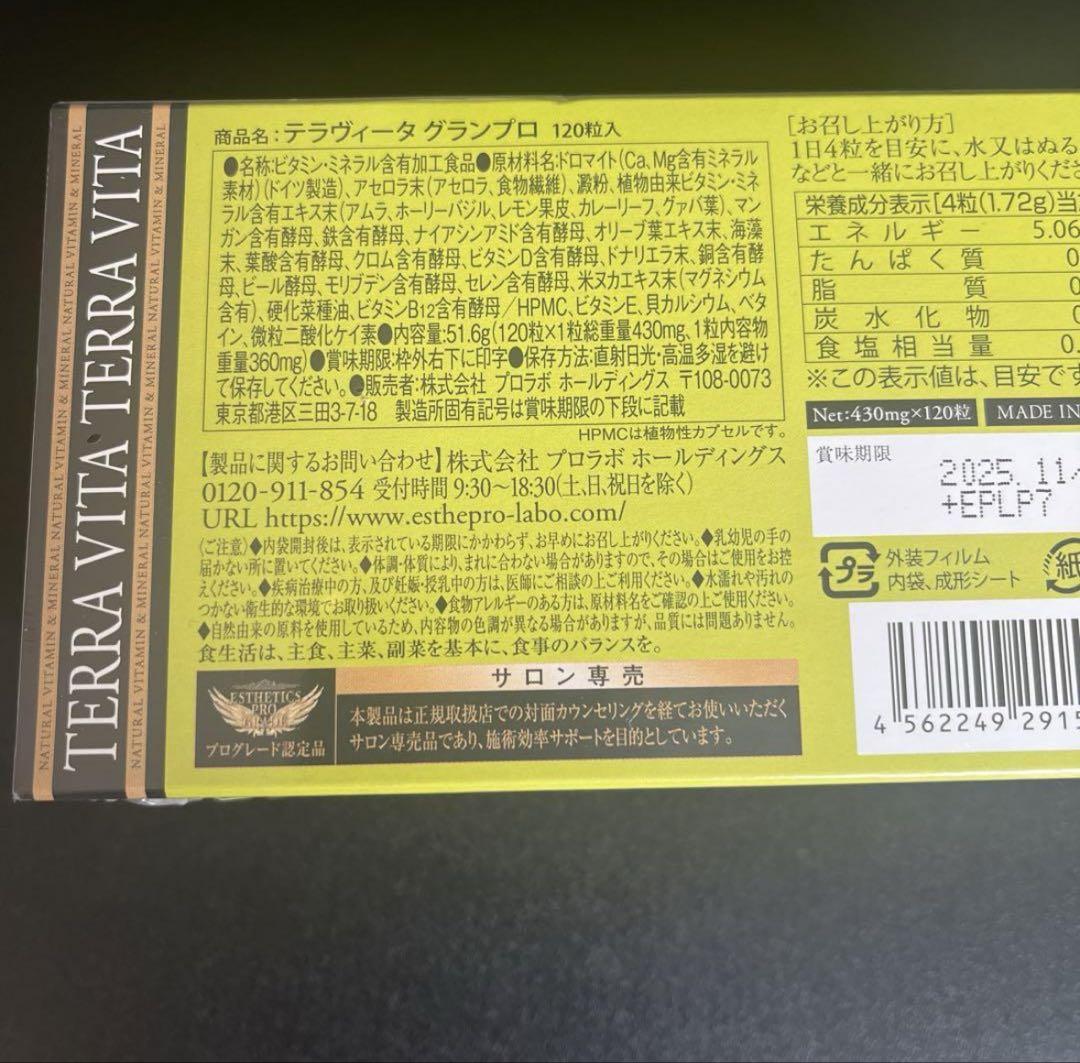 TERRA VITA TERRA VITA
NATURAL VITAMIN & MINERAL NATURAL VITAMIN & MINERAL NATURAL VITAMIN & MINERAL NATURAL VITAMIN & MINERAL
NATURAL VITAMIN & MINERAL NATURAL VITAMIN & MINERAL NATURAL VITAMIN & MINERAL NATURAL VITAMIN & MINERAL
商品名:テラヴィータ グランプロ 120粒入
●名称:ビタミン・ミネラル含有加工食品●原材料名:ドロマイト(Ca、Mg含有ミネラル
素材)(ドイツ製造)、アセロラ末(アセロラ、食物繊維)、澱粉、植物由来ビタミン・ミネ
ラル含有エキス末(アムラ、ホーリーバジル、レモン果皮、カレーリーフ、グァバ葉)、マン
ガン含有酵母、鉄含有酵母、ナイアシンアミド含有酵母、オリーブ葉エキス末、海藻
末、葉酸含有酵母、クロム含有酵母、ビタミンD含有酵母、ドナリエラ末、銅含有酵
母、ビール酵母、モリブデン含有酵母、セレン含有酵母、米ヌカエキス末(マグネシウム
含有)、硬化菜種油、ビタミンB12含有酵母/HPMC、ビタミンE、貝カルシウム、ベタ
イン、微粒二酸化ケイ素●内容量:51.6g(120粒×1粒総重量430mg、1粒内容物
重量360mg)●賞味期限:枠外右下に印字●保存方法:直射日光・高温多湿を避け
て保存してください。●販売者:株式会社 プロラボ ホールディングス 〒108-0073
東京都港区三田3-7-18 製造所固有記号は賞味期限の下段に記載
HPMCは植物性カプセルです。
【製品に関するお問い合わせ】株式会社 プロラボ ホールディングス
0120-911-854 受付時間 9:30〜18:30(土、日、祝日を除く)
URL https://www.esthepro-labo.com/
〈ご注意〉◆内袋開封後は、表示されている期限にかかわらず、お早めにお召し上がりください。◆乳幼児の手の
届かない所に置いてください。◆体調・体質により、まれに合わない場合がありますので、その場合はご使用をお控
えください。◆疾病治療中の方、及び妊娠・授乳中の方は、医師にご相談の上ご利用ください。◆水濡れや汚れの
つかない衛生的な環境でお取り扱いください。◆食物アレルギーのある方は、原材料名をご確認の上ご使用ください。
◆自然由来の原料を使用しているため、内容物の色調が異なる場合がありますが、品質には問題ありません。
食生活は、主食、主菜、副菜を基本に、食事のバランスを。
ESTHETICS
PRO
プログレード認定品
サロン専売
本製品は正規取扱店での対面カウンセリングを経てお使いいただく
サロン専売品であり、施術効率サポートを目的としています。
[お召し上がり方]
1日4粒を目安に、水又はぬる
などと一緒にお召し上がりくださ
栄養成分表示[4粒(1.72g)当
エネルギー 5.06
たんぱく質 0
脂質 0
炭水化物 0
食塩相当量 0.
※この表示値は、目安です
Net:430mg×120粒
MADE IN
賞味期限
2025.11
+EPLP7
プラ
外装フィルム
内袋、成形シート
紙
4 562249 2915